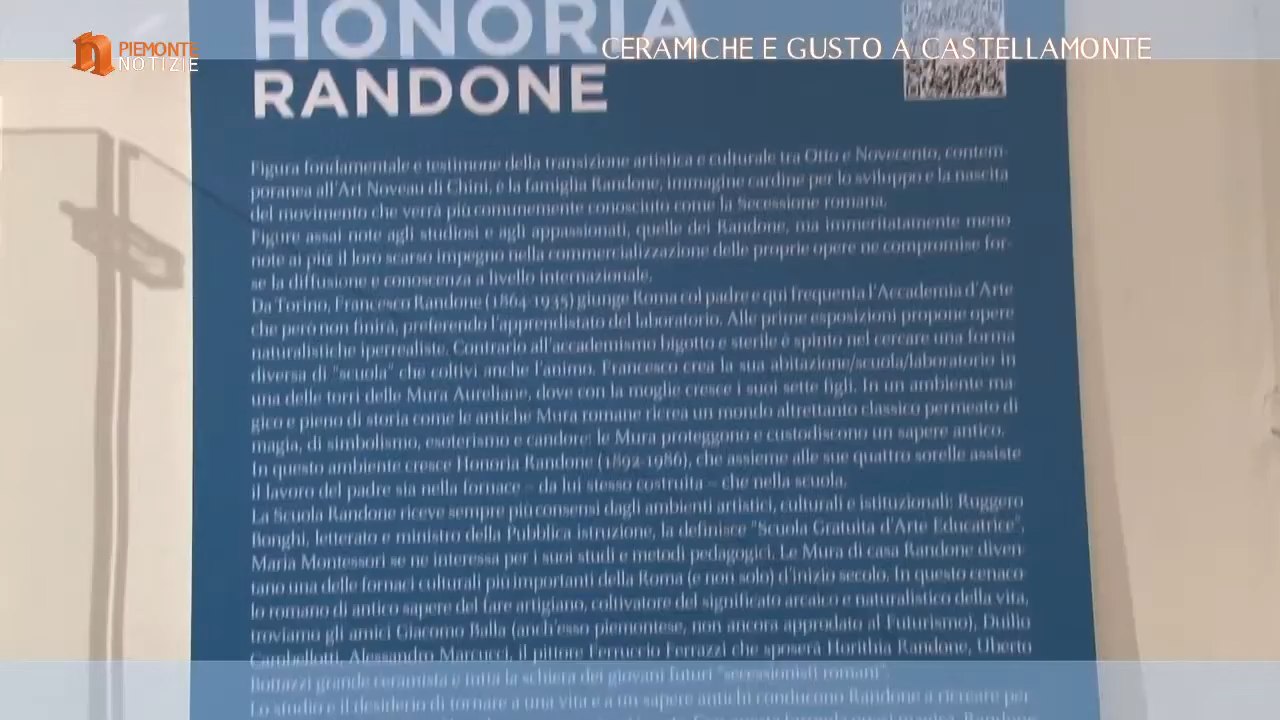 PIEMONTE
NOTIZIE
CERAMICHE E GUSTO A CASTELLAMONTE
HONORIA
RANDONE
Figura fondamentale e testimone della transizione artistica e culturale tra Otto e Novecento, contem-
poranea all'Art Noveau di Chini, è la famiglia Randone, immagine cardine per lo sviluppo e la nascita
del movimento che verrà più comunemente conosciuto come la Secessione romana.
Figure assai note agli studiosi e agli appassionati, quelle dei Randone, ma immeritatamente meno
note ai più il loro scarso impegno nella commercializzazione delle proprie opere ne compromise for-
se la diffusione e conoscenza a livello internazionale.
Da Torino, Francesco Randone (1864-1935) giunge Roma col padre e qui frequenta l'Accademia d'Arte
che però non finirà, preferendo l'apprendistato del laboratorio. Alle prime esposizioni propone opere
naturalistiche iperrealiste. Contrario all'accademismo bigotto e sterile è spinto nel cercare una forma
diversa di "scuola" che coltivi anche l'animo. Francesco crea la sua abitazione/scuola/laboratorio in
una delle torri delle Mura Aureliane, dove con la moglie cresce i suoi sette figli. In un ambiente ma-
gico e pieno di storia come le antiche Mura romane ricrea un mondo altrettanto classico permeato di
magia, di simbolismo, esoterismo e candore: le Mura proteggono e custodiscono un sapere antico.
In questo ambiente cresce Honoria Randone (1892-1986), che assieme alle sue quattro sorelle assiste
il lavoro del padre sia nella fornace – da lui stesso costruita – che nella scuola.
La Scuola Randone riceve sempre più consensi dagli ambienti artistici, culturali e istituzionali: Ruggero
Bonghi, letterato e ministro della Pubblica istruzione, la definisce "Scuola Gratuita d'Arte Educatrice",
Maria Montessori se ne interessa per i suoi studi e metodi pedagogici. Le Mura di casa Randone diven-
tano una delle fornaci culturali più importanti della Roma (e non solo) d'inizio secolo. In questo cenaco-
lo romano di antico sapere del fare artigiano, coltivatore del significato arcaico e naturalistico della vita,
troviamo gli amici Giacomo Balla (anch'esso piemontese, non ancora approdato al Futurismo), Duilio
Cambellotti, Alessandro Marcucci, il pittore Ferruccio Ferrazzi che sposerà Horithia Randone, Uberto
Bottazzi grande ceramista e tutta la schiera dei giovani futuri "secessionisti romani".
Lo studio e il desiderio di tornare a una vita e a un sapere antichi conducono Randone a ricreare per